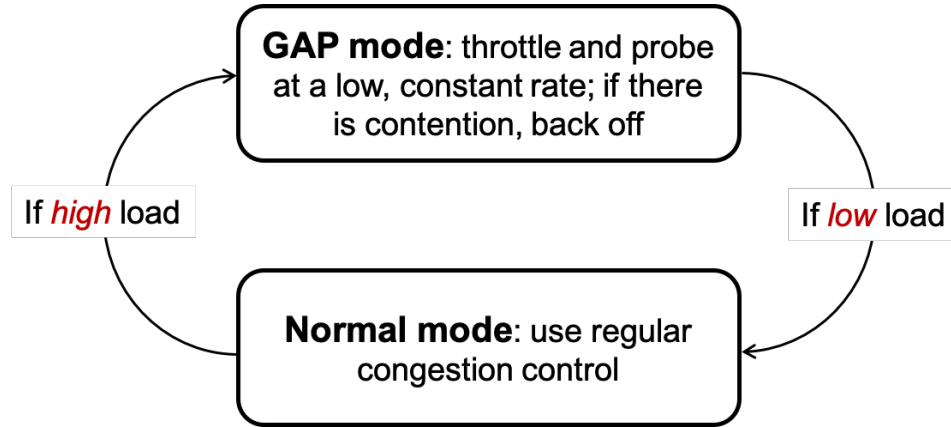 GAP mode: throttle and probe
at a low, constant rate; if there
is contention, back off
If high load
If low load
Normal mode: use regular
congestion control